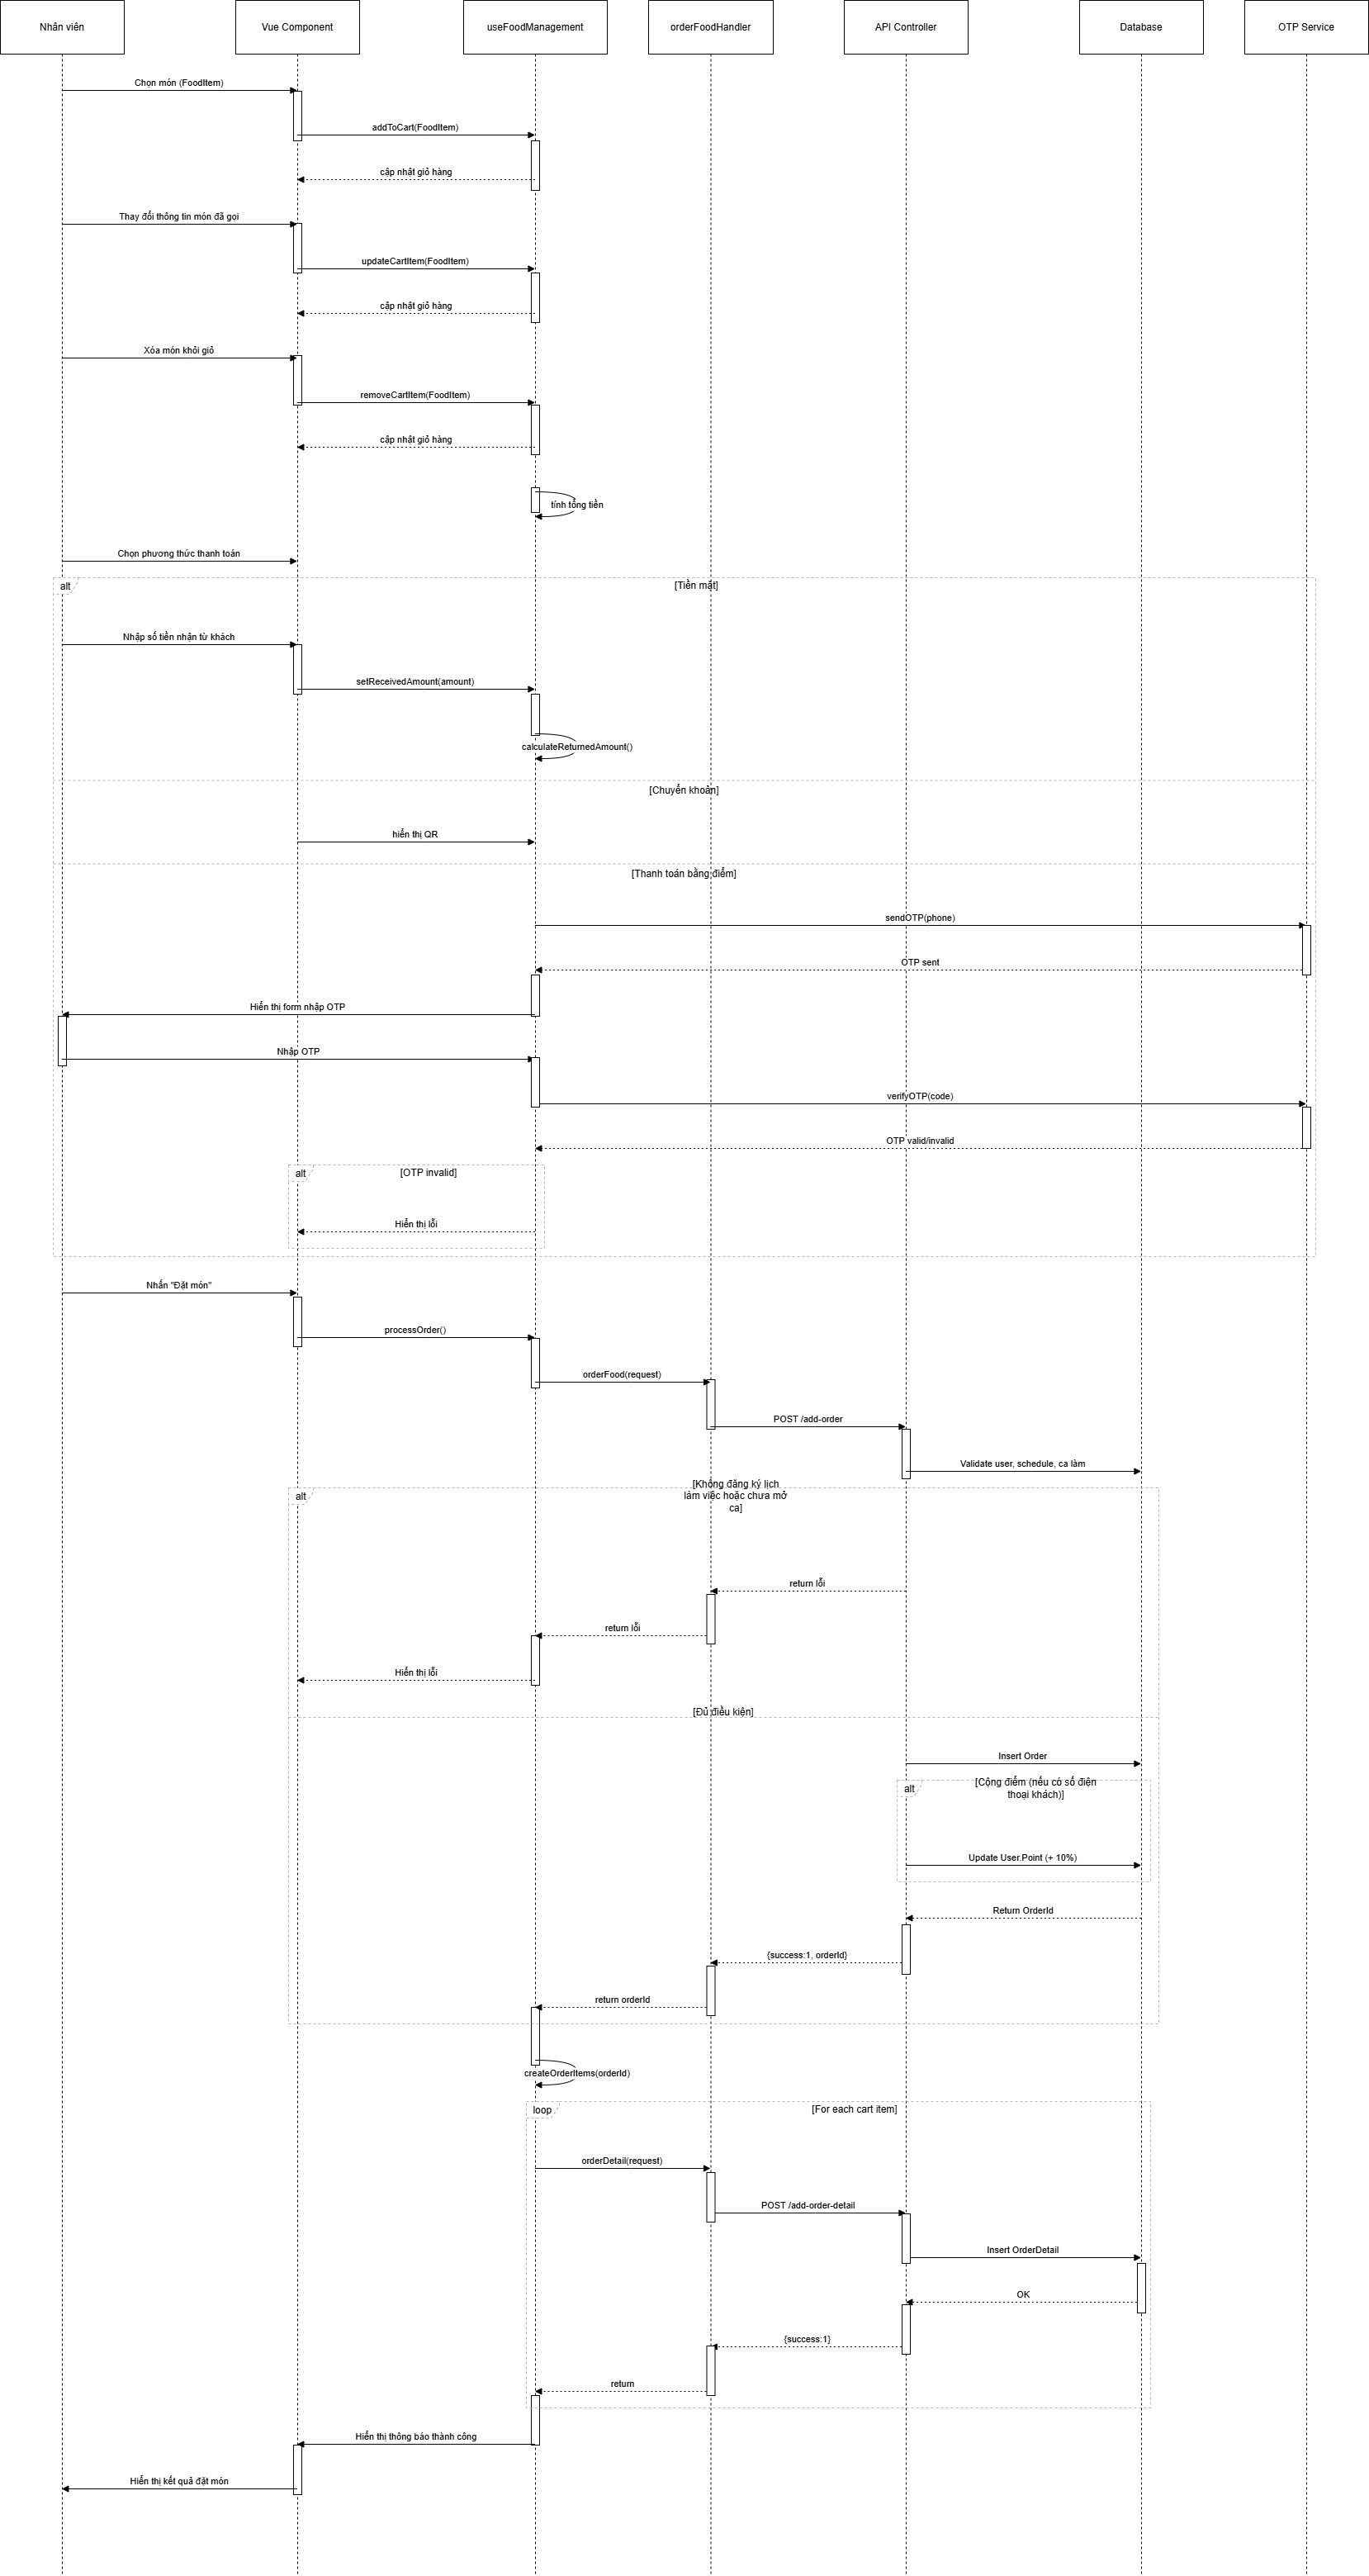 Nhân viên
Vue Component
useFoodManagement
orderFoodHandler
API Controller
Database
OTP Service
Chọn món (FoodItem)
addToCart(FoodItem)
cập nhật giỏ hàng
Thay đổi thông tin món đã gọi
updateCartItem(FoodItem)
cập nhật giỏ hàng
Xóa món khỏi giỏ
removeCartItem(FoodItem)
cập nhật giỏ hàng
tính tổng tiền
Chọn phương thức thanh toán
alt
[Tiền mặt]
Nhập số tiền nhận từ khách
setReceivedAmount(amount)
calculateReturnedAmount()
[Chuyển khoản]
hiển thị QR
[Thanh toán bằng điểm]
sendOTP(phone)
OTP sent
Hiển thị form nhập OTP
Nhập OTP
verifyOTP(code)
OTP valid/invalid
alt
[OTP invalid]
Hiển thị lỗi
Nhấn "Đặt món"
processOrder()
orderFood(request)
POST /add-order
Validate user, schedule, ca làm
alt
[Không đăng ký lịch
làm việc hoặc chưa mở
ca]
return lỗi
return lỗi
Hiển thị lỗi
[Đủ điều kiện]
Insert Order
alt
[Cộng điểm (nếu có số điện
thoại khách)]
Update User.Point (+ 10%)
Return OrderId
{success:1, orderId}
return orderId
createOrderItems(orderId)
loop
[For each cart item]
orderDetail(request)
POST /add-order-detail
Insert OrderDetail
OK
{success:1}
return
Hiển thị thông báo thành công
Hiển thị kết quả đặt món